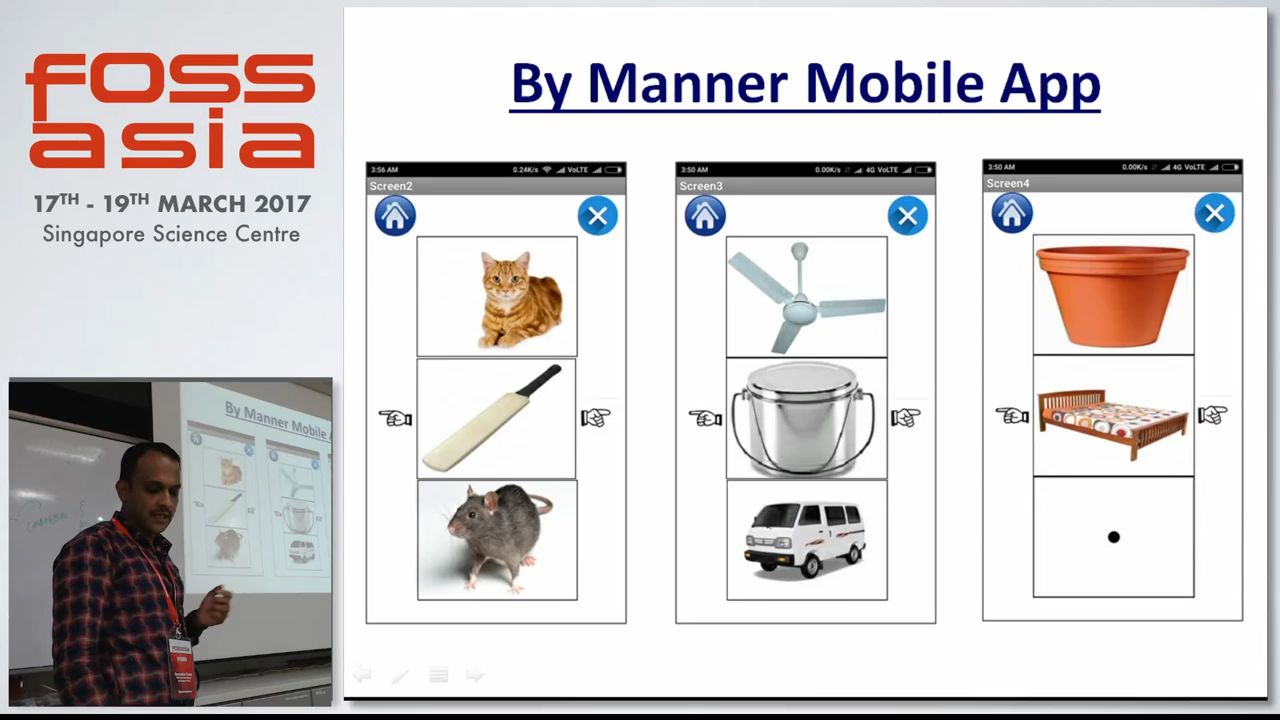 foss
asia
17TH - 19TH MARCH 2017
Singapore Science Centre
By Manner Mobile App
3:56 AM 0.24K/s VoLTE
Screen2
3:50 AM 0.00K/s 4G VoLTE
Screen3
3:50 AM 0.00K/s 4G VoLTE
Screen4
By Manner Mobile A
CAMERA